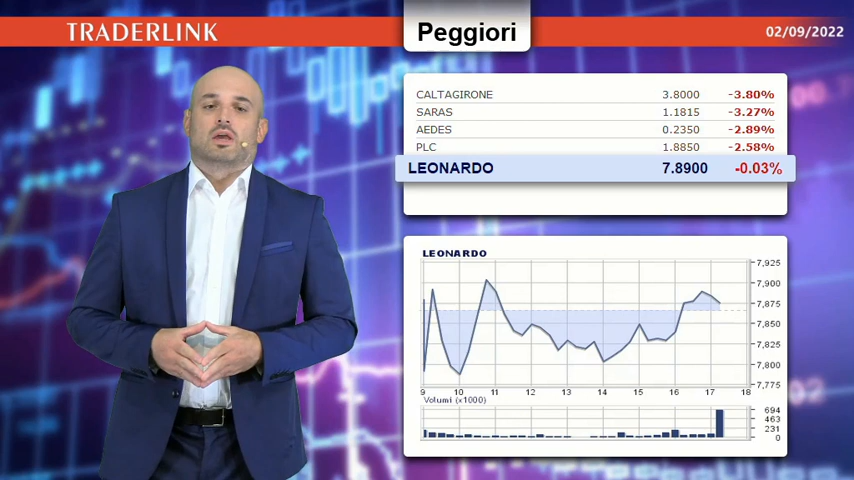 TRADERLINK
Peggiori
02/09/2022
CALTAGIRONE 3.8000 -3.80%
SARAS 1.1815 -3.27%
AEDES 0.2350 -2.89%
PLC 1.8850 -2.58%
LEONARDO 7.8900 -0.03%
LEONARDO
7,925
7,900
7,875
7,850
7,825
7,800
7,775
9 10 11 12 13 14 15 16 17 18
Volumi (x1000)
694
463
231
0